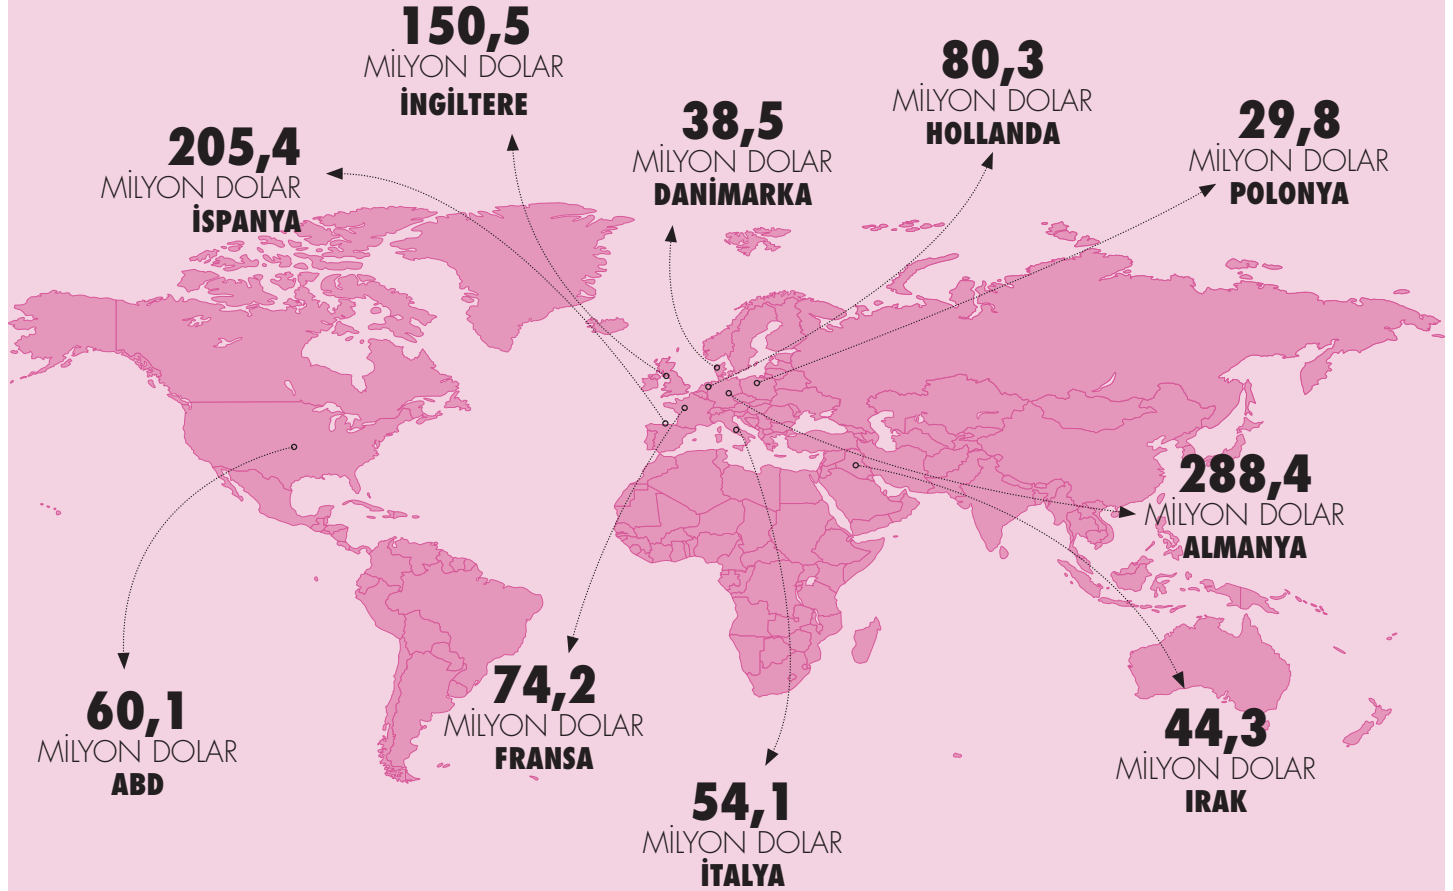 150,5
MİLYON DOLAR
İNGİLTERE
205,4
MİLYON DOLAR
İSPANYA
38,5
MİLYON DOLAR
DANİMARKA
80,3
MİLYON DOLAR
HOLLANDA
29,8
MİLYON DOLAR
POLONYA
288,4
MİLYON DOLAR
ALMANYA
60,1
MİLYON DOLAR
ABD
74,2
MİLYON DOLAR
FRANSA
54,1
MİLYON DOLAR
İTALYA
44,3
MİLYON DOLAR
IRAK